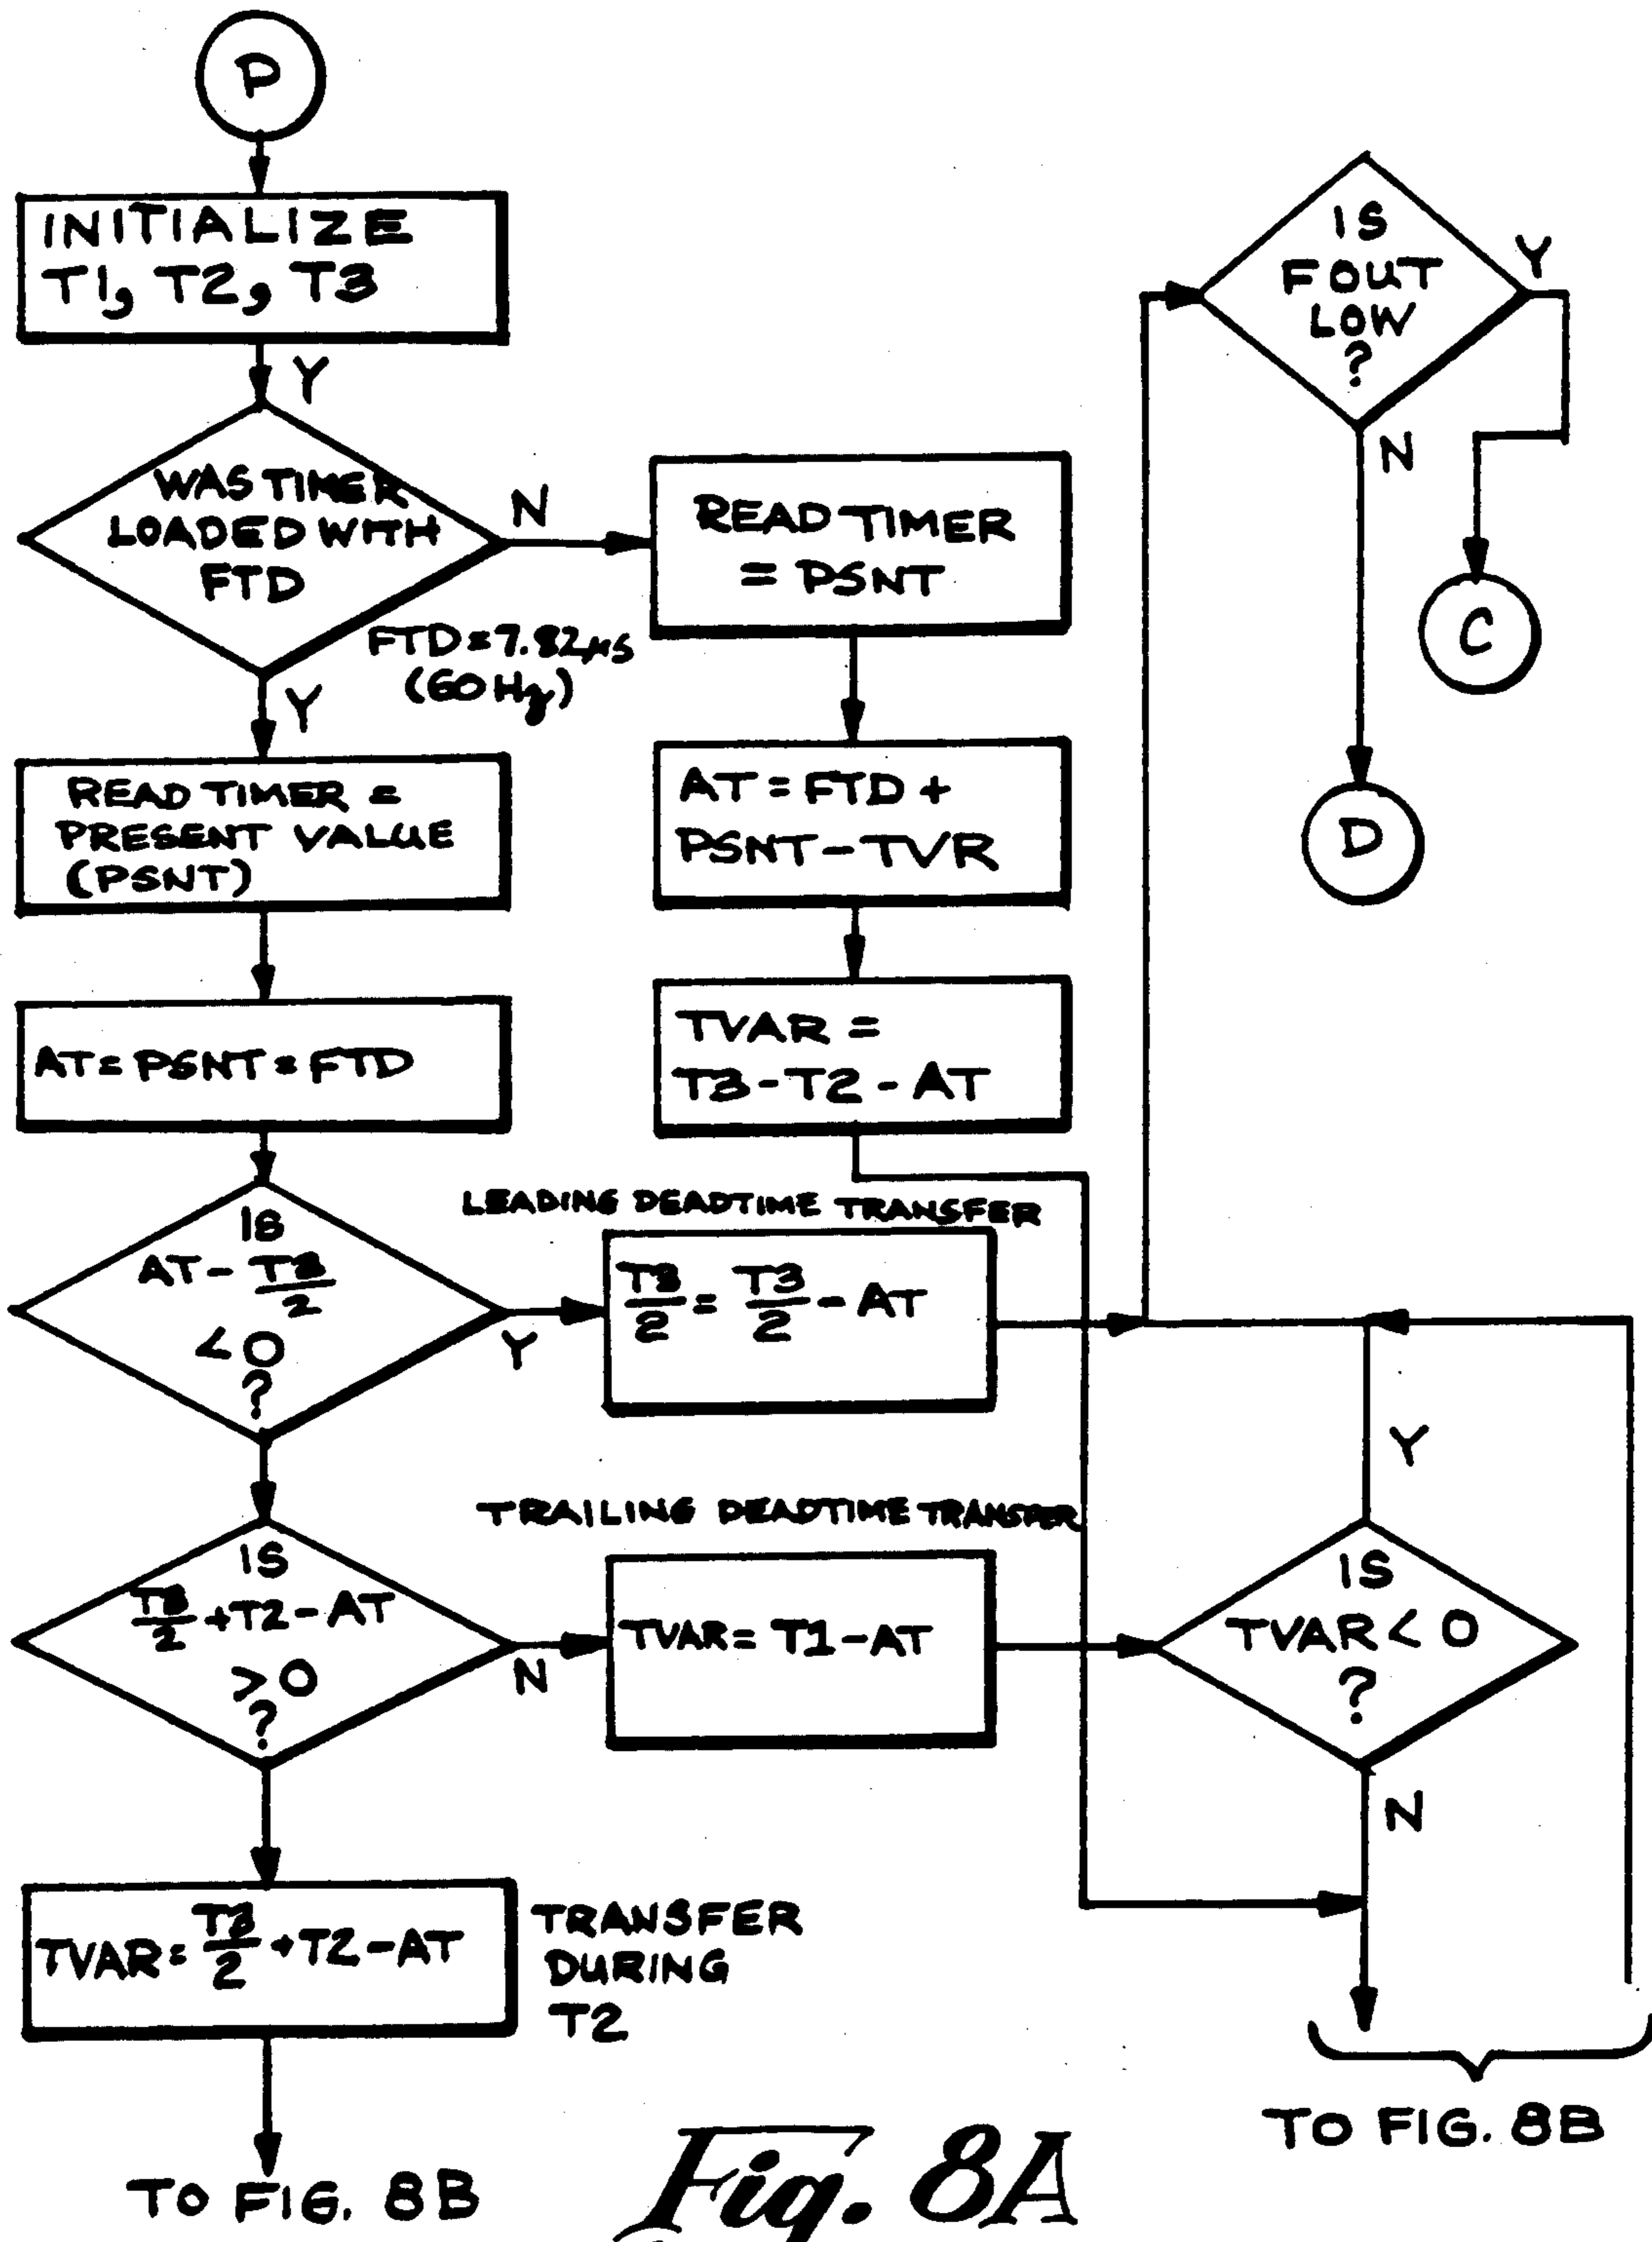 P
INITIALIZE
T1, T2, T3
Y
WAS TIMER
LOADED WITH
FTD
N
FTD=7.82μs
(60 Hz)
Y
READ TIMER =
PRESENT VALUE
(PSNT)
AT=PSNT=FTD
IS
AT - T3/2
< 0
?
Y
IS
T3/2 + T2 - AT
> 0
?
N
TVAR= T3/2 + T2 - AT
TRANSFER
DURING
T2
TO FIG. 8B
READ TIMER
= PSNT
AT = FTD +
PSNT - TVR
TVAR =
T3 - T2 - AT
LEADING DEADTIME TRANSFER
T3/2 = T3/2 - AT
TRAILING DEADTIME TRANSFER
TVAR = T1 - AT
IS
FOUT
LOW
?
Y
N
C
D
Y
IS
TVAR < 0
?
N
TO FIG. 8B
Fig. 8A